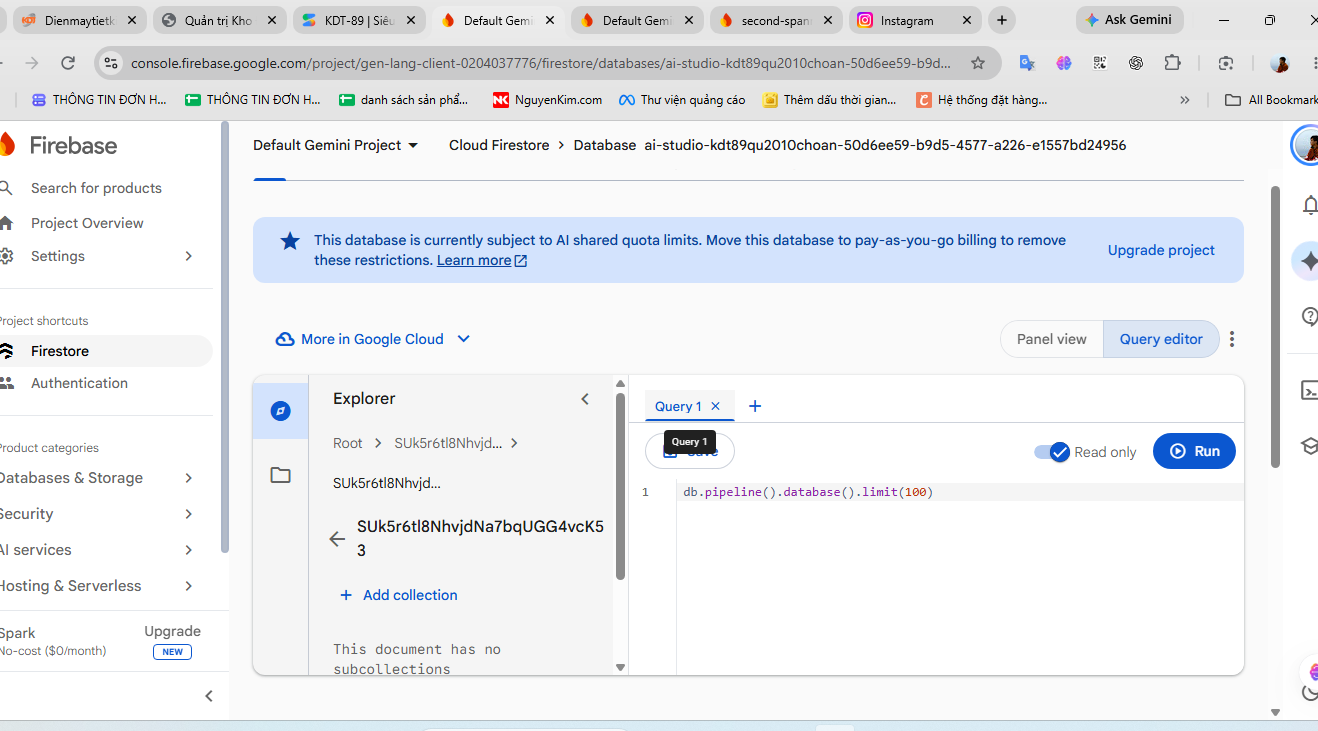 Dienmaytietk
Quản trị Kho
KDT-89 | Siêu
Default Gemi
Default Gemi
second-span
Instagram
Ask Gemini
console.firebase.google.com/project/gen-lang-client-0204037776/firestore/databases/ai-studio-kdt89qu2010choan-50d6ee59-b9d...
THÔNG TIN ĐƠN H...
THÔNG TIN ĐƠN H...
danh sách sản phẩ...
NK
NguyenKim.com
Thư viện quảng cáo
Thêm dấu thời gian...
Hệ thống đặt hàng...
All Bookmark
Firebase
Search for products
Project Overview
Settings
Project shortcuts
Firestore
Authentication
Product categories
Databases & Storage
Security
AI services
Hosting & Serverless
Spark
No-cost ($0/month)
Upgrade
NEW
Default Gemini Project
Cloud Firestore > Database ai-studio-kdt89qu2010choan-50d6ee59-b9d5-4577-a226-e1557bd24956
This database is currently subject to AI shared quota limits. Move this database to pay-as-you-go billing to remove
these restrictions. Learn more
Upgrade project
More in Google Cloud
Panel view
Query editor
Explorer
Root > SUk5r6tl8Nhvjd... >
SUk5r6tl8Nhvjd...
SUk5r6tl8NhvjdNa7bqUGG4vcK5
3
+ Add collection
This document has no
subcollections
Query 1
Query 1
Save
Read only
Run
1
db.pipeline().database().limit(100)